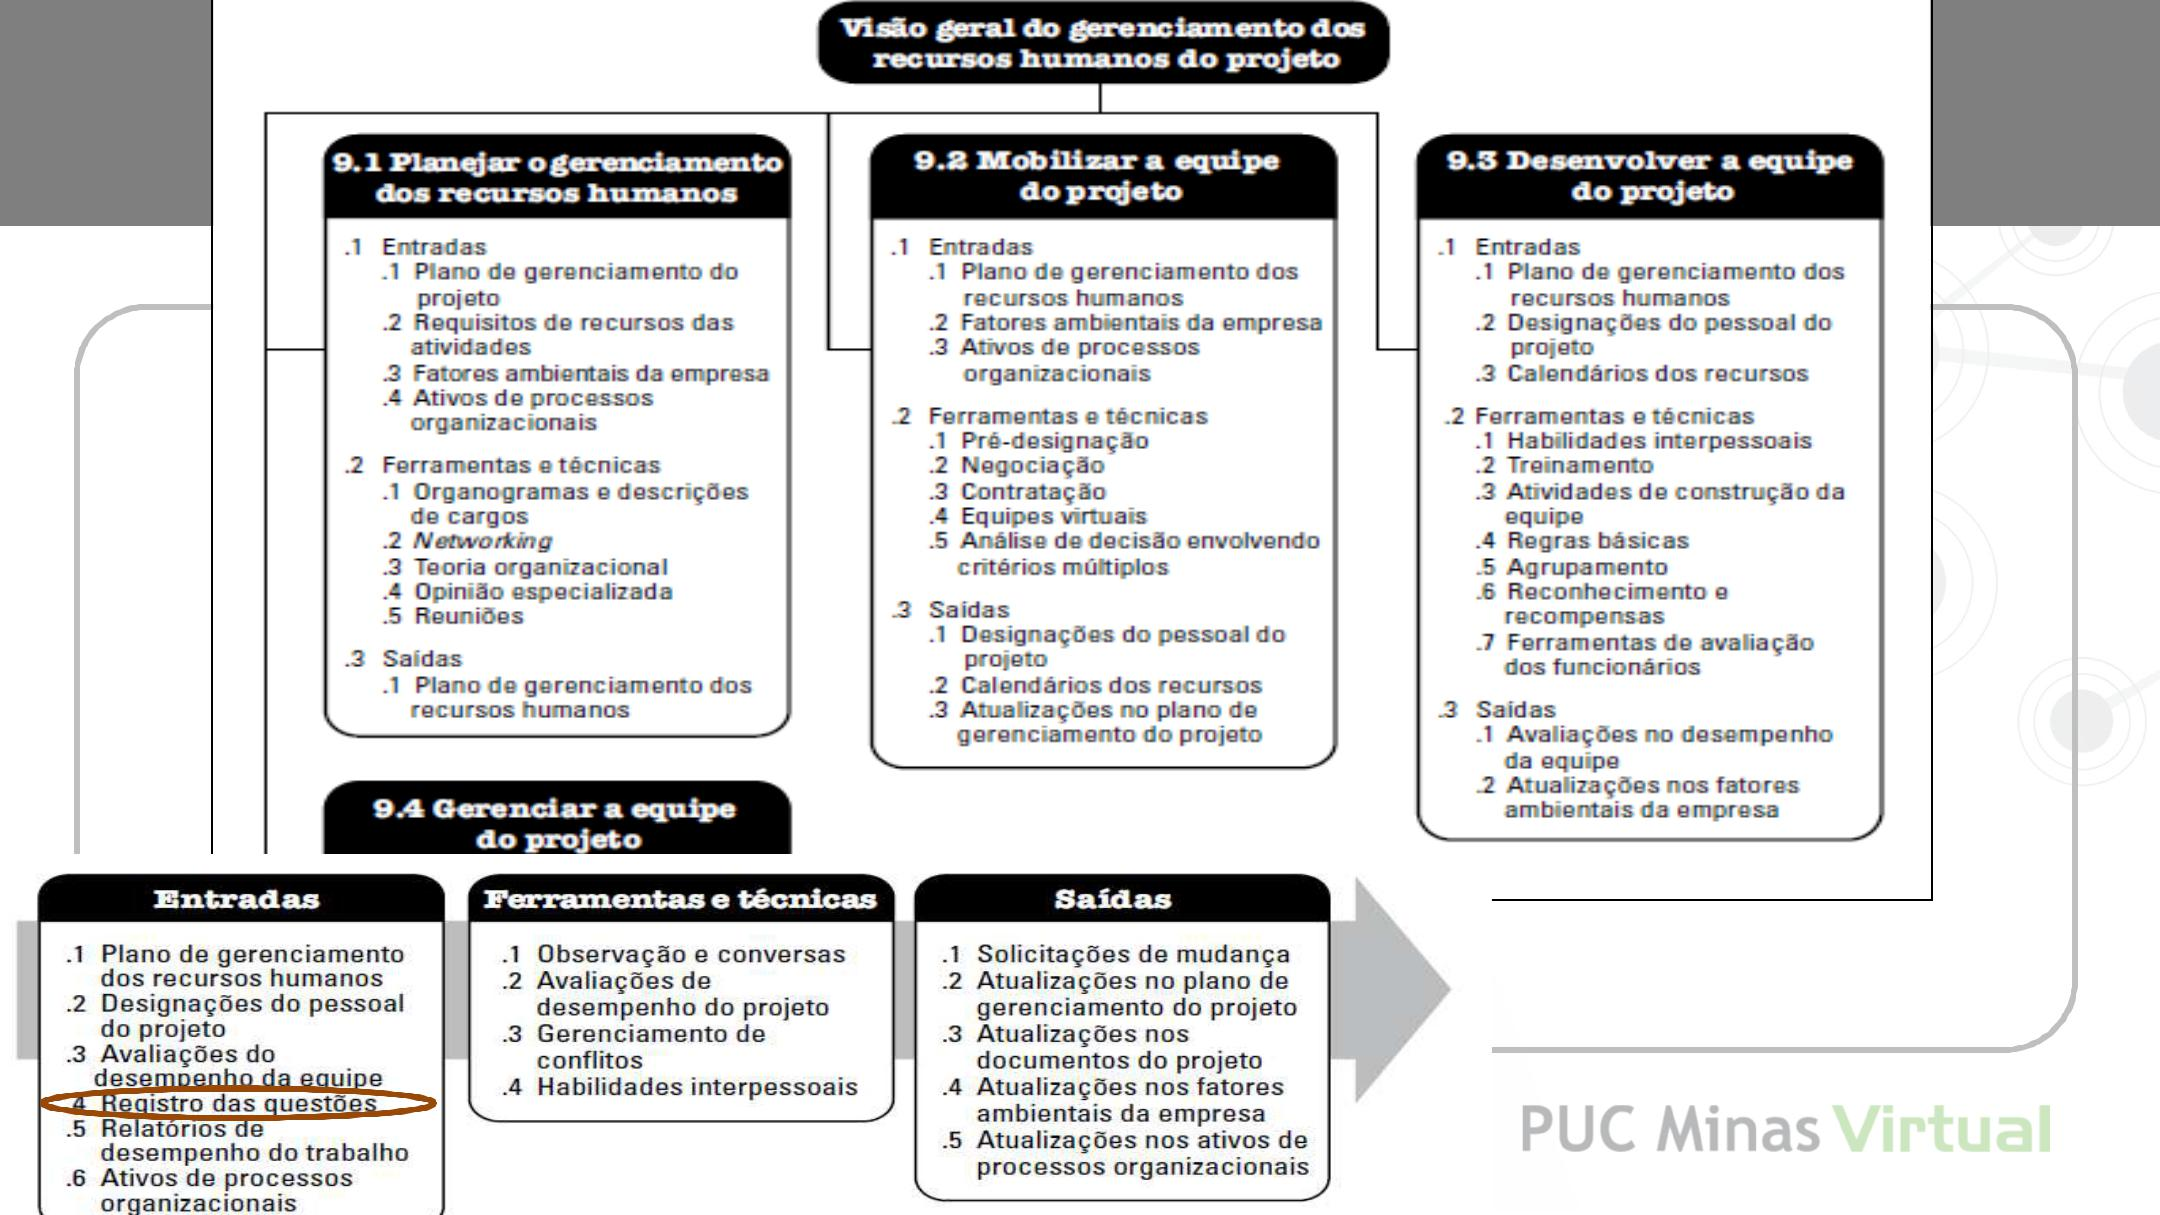 Visão geral do gerenciamento dos
recursos humanos do projeto
9.1 Planejar o gerenciamento
dos recursos humanos
.1 Entradas
.1 Plano de gerenciamento do
projeto
.2 Requisitos de recursos das
atividades
.3 Fatores ambientais da empresa
.4 Ativos de processos
organizacionais
.2 Ferramentas e técnicas
.1 Organogramas e descrições
de cargos
.2 Networking
.3 Teoria organizacional
.4 Opinião especializada
.5 Reuniões
.3 Saídas
.1 Plano de gerenciamento dos
recursos humanos
9.2 Mobilizar a equipe
do projeto
.1 Entradas
.1 Plano de gerenciamento dos
recursos humanos
.2 Fatores ambientais da empresa
.3 Ativos de processos
organizacionais
.2 Ferramentas e técnicas
.1 Pré-designação
.2 Negociação
.3 Contratação
.4 Equipes virtuais
.5 Análise de decisão envolvendo
critérios múltiplos
.3 Saídas
.1 Designações do pessoal do
projeto
.2 Calendários dos recursos
.3 Atualizações no plano de
gerenciamento do projeto
9.3 Desenvolver a equipe
do projeto
.1 Entradas
.1 Plano de gerenciamento dos
recursos humanos
.2 Designações do pessoal do
projeto
.3 Calendários dos recursos
.2 Ferramentas e técnicas
.1 Habilidades interpessoais
.2 Treinamento
.3 Atividades de construção da
equipe
.4 Regras básicas
.5 Agrupamento
.6 Reconhecimento e
recompensas
.7 Ferramentas de avaliação
dos funcionários
.3 Saídas
.1 Avaliações no desempenho
da equipe
.2 Atualizações nos fatores
ambientais da empresa
9.4 Gerenciar a equipe
do projeto
Entradas
.1 Plano de gerenciamento
dos recursos humanos
.2 Designações do pessoal
do projeto
.3 Avaliações do
desempenho da equipe
.4 Registro das questões
.5 Relatórios de
desempenho do trabalho
.6 Ativos de processos
organizacionais
Ferramentas e técnicas
.1 Observação e conversas
.2 Avaliações de
desempenho do projeto
.3 Gerenciamento de
conflitos
.4 Habilidades interpessoais
Saídas
.1 Solicitações de mudança
.2 Atualizações no plano de
gerenciamento do projeto
.3 Atualizações nos
documentos do projeto
.4 Atualizações nos fatores
ambientais da empresa
.5 Atualizações nos ativos de
processos organizacionais
PUC Minas Virtual